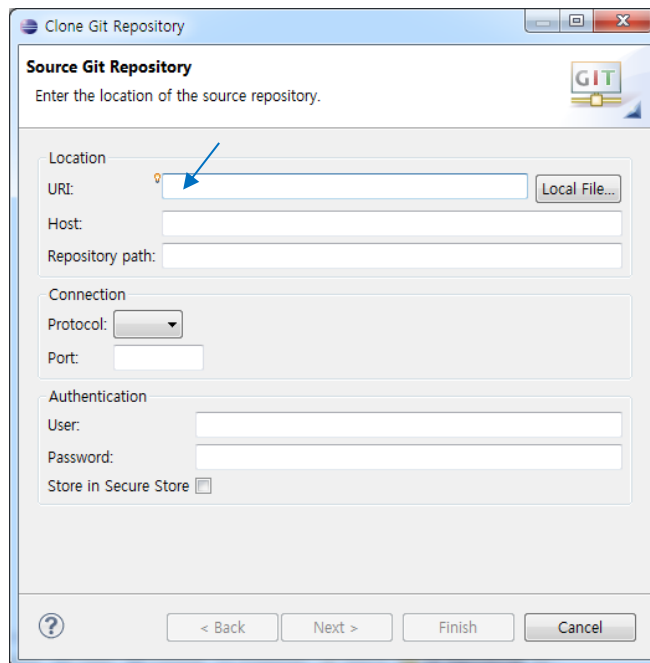 Clone Git Repository
Source Git Repository
Enter the location of the source repository.
GIT
Location
URI:
Local File...
Host:
Repository path:
Connection
Protocol:
Port:
Authentication
User:
Password:
Store in Secure Store
?
< Back
Next >
Finish
Cancel